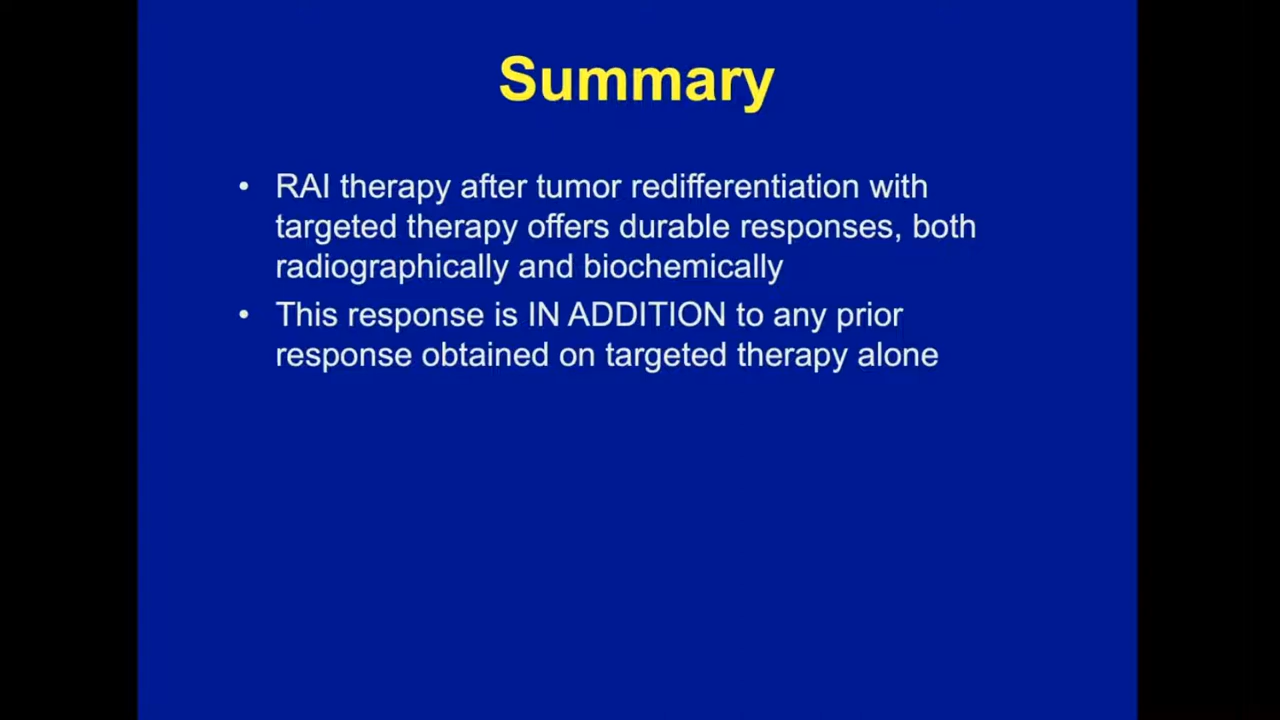 Summary
• RAI therapy after tumor redifferentiation with
targeted therapy offers durable responses, both
radiographically and biochemically
• This response is IN ADDITION to any prior
response obtained on targeted therapy alone